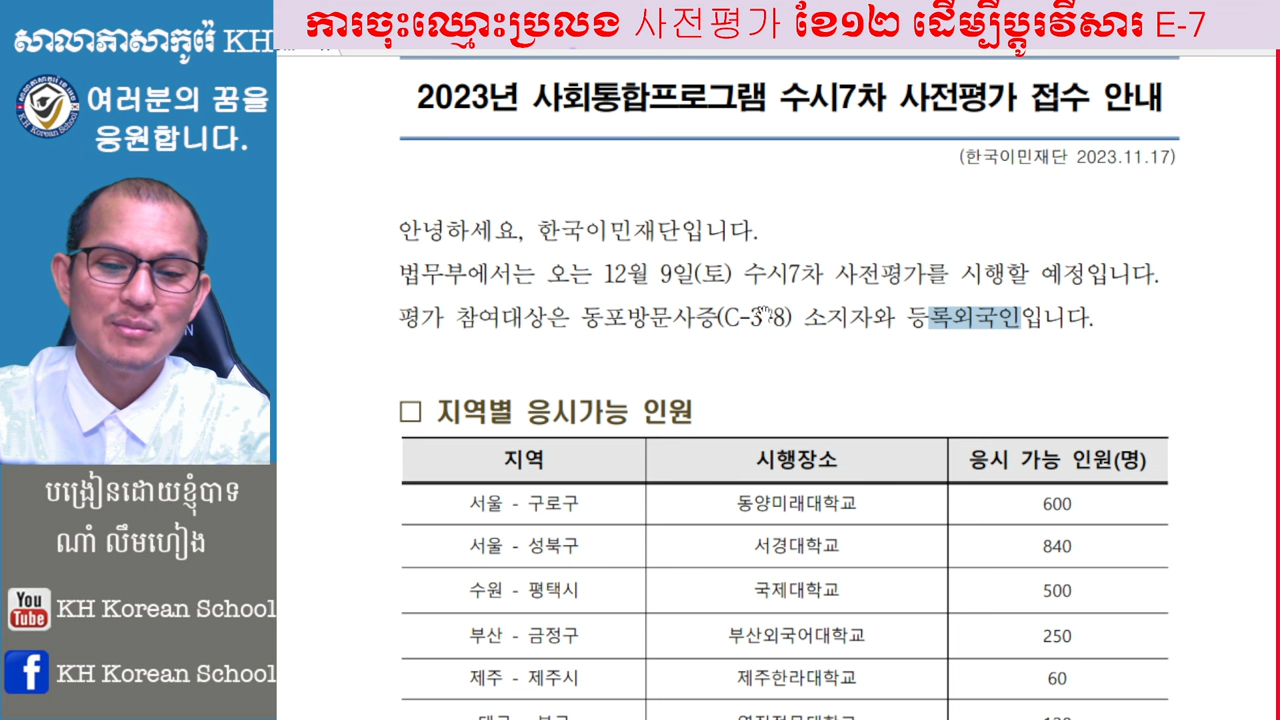 សាលាភាសាកូរ៉េ KH
ការចុះឈ្មោះប្រលង 사전평가 ខែ១២ ដើម្បីប្តូរវីសារ E-7
여러분의 꿈을
응원합니다.
2023년 사회통합프로그램 수시7차 사전평가 접수 안내
(한국이민재단 2023.11.17)
안녕하세요, 한국이민재단입니다.
법무부에서는 오는 12월 9일(토) 수시7차 사전평가를 시행할 예정입니다.
평가 참여대상은 동포방문사증(C-3-8) 소지자와 등록외국인입니다.
□ 지역별 응시가능 인원
지역 시행장소 응시 가능 인원(명)
서울 - 구로구 동양미래대학교 600
서울 - 성북구 서경대학교 840
수원 - 평택시 국제대학교 500
부산 - 금정구 부산외국어대학교 250
제주 - 제주시 제주한라대학교 60
បង្រៀនដោយខ្ញុំបាទ
ណាំ លឹមហៀង
You Tube KH Korean School
f KH Korean School